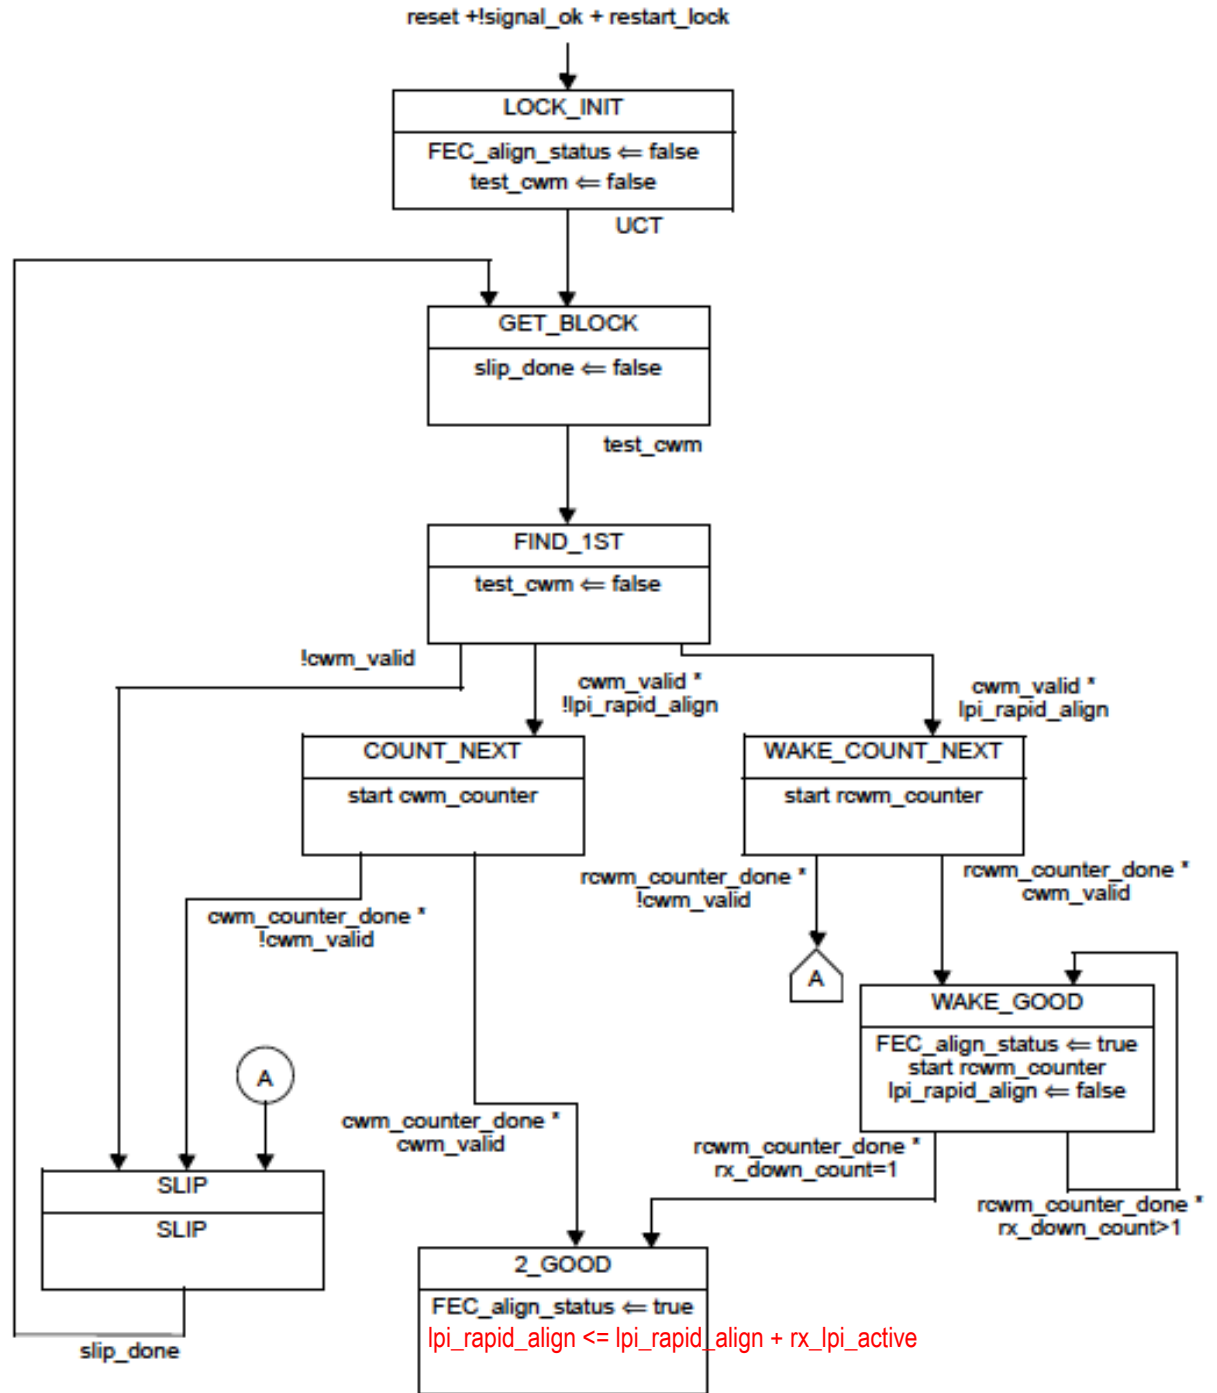 reset +!signal_ok + restart_lock
LOCK_INIT
FEC_align_status ⇐ false
test_cwm ⇐ false
UCT
GET_BLOCK
slip_done ⇐ false
test_cwm
FIND_1ST
test_cwm ⇐ false
!cwm_valid
cwm_valid *
!lpi_rapid_align
cwm_valid *
lpi_rapid_align
COUNT_NEXT
start cwm_counter
WAKE_COUNT_NEXT
start rcwm_counter
cwm_counter_done *
!cwm_valid
rcwm_counter_done *
!cwm_valid
rcwm_counter_done *
cwm_valid
A
WAKE_GOOD
FEC_align_status ⇐ true
start rcwm_counter
lpi_rapid_align ⇐ false
A
cwm_counter_done *
cwm_valid
rcwm_counter_done *
rx_down_count=1
rcwm_counter_done *
rx_down_count>1
SLIP
SLIP
slip_done
2_GOOD
FEC_align_status ⇐ true
lpi_rapid_align <= lpi_rapid_align + rx_lpi_active